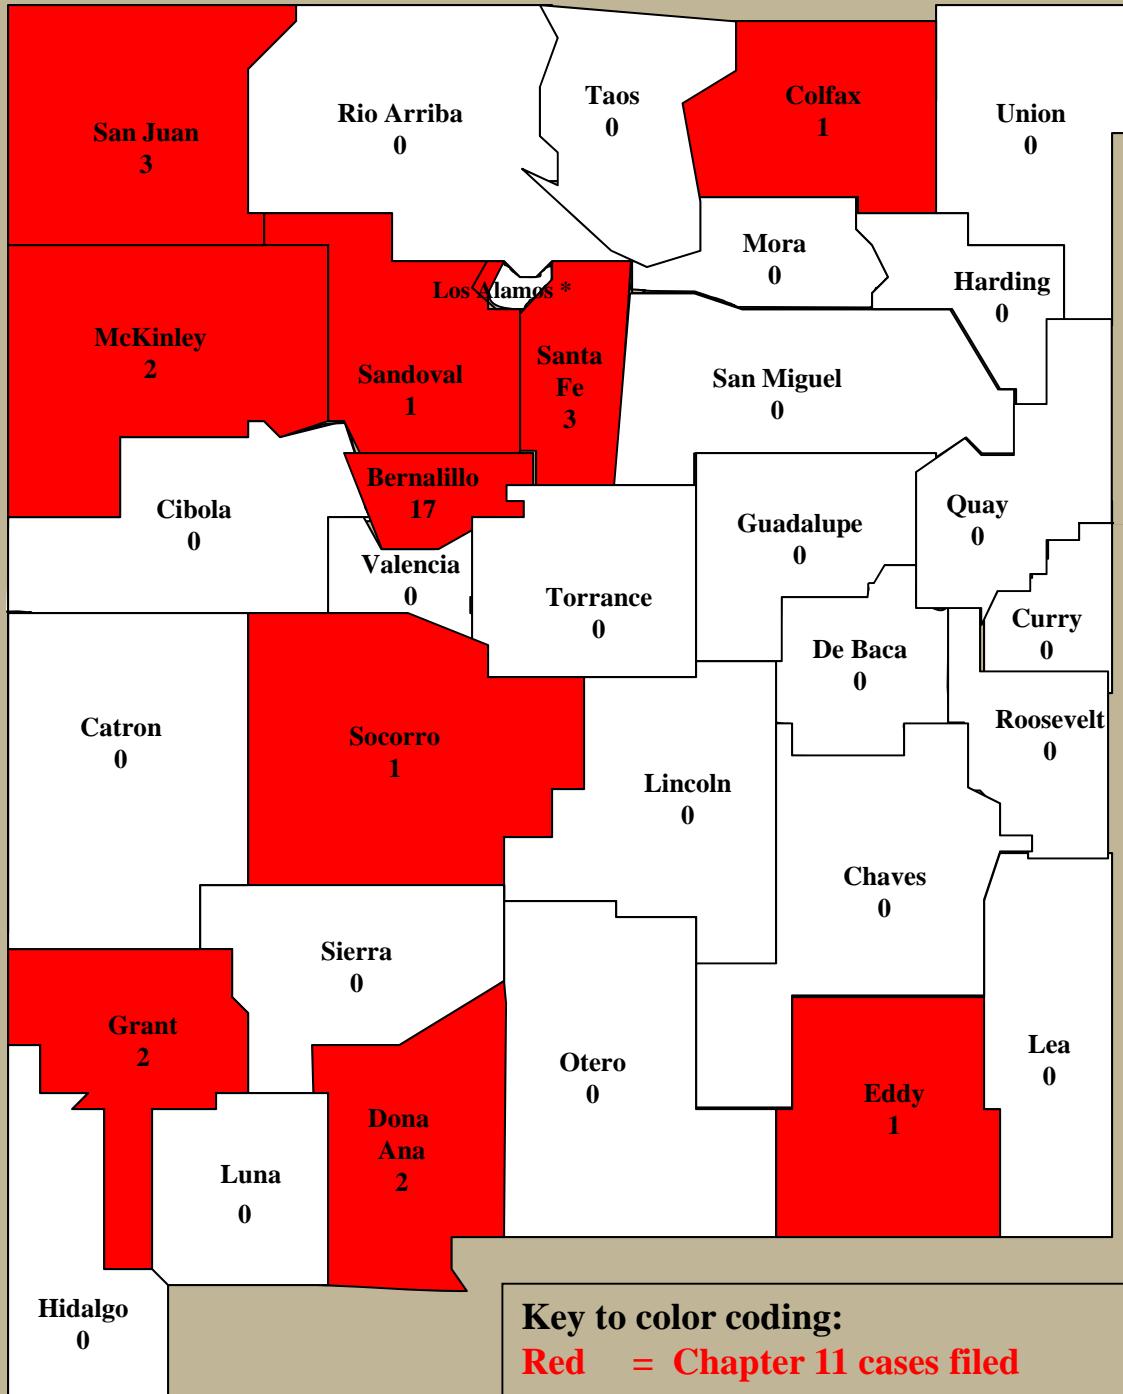 San Juan
3
Rio Arriba
0
Taos
0
Colfax
1
Union
0
Mora
0
Harding
0
Los Alamos *
McKinley
2
Sandoval
1
Santa
Fe
3
San Miguel
0
Bernalillo
17
Cibola
0
Valencia
0
Torrance
0
Guadalupe
0
Quay
0
Curry
0
De Baca
0
Roosevelt
0
Catron
0
Socorro
1
Lincoln
0
Chaves
0
Sierra
0
Grant
2
Dona
Ana
2
Otero
0
Eddy
1
Lea
0
Luna
0
Hidalgo
0
Key to color coding:
Red = Chapter 11 cases filed